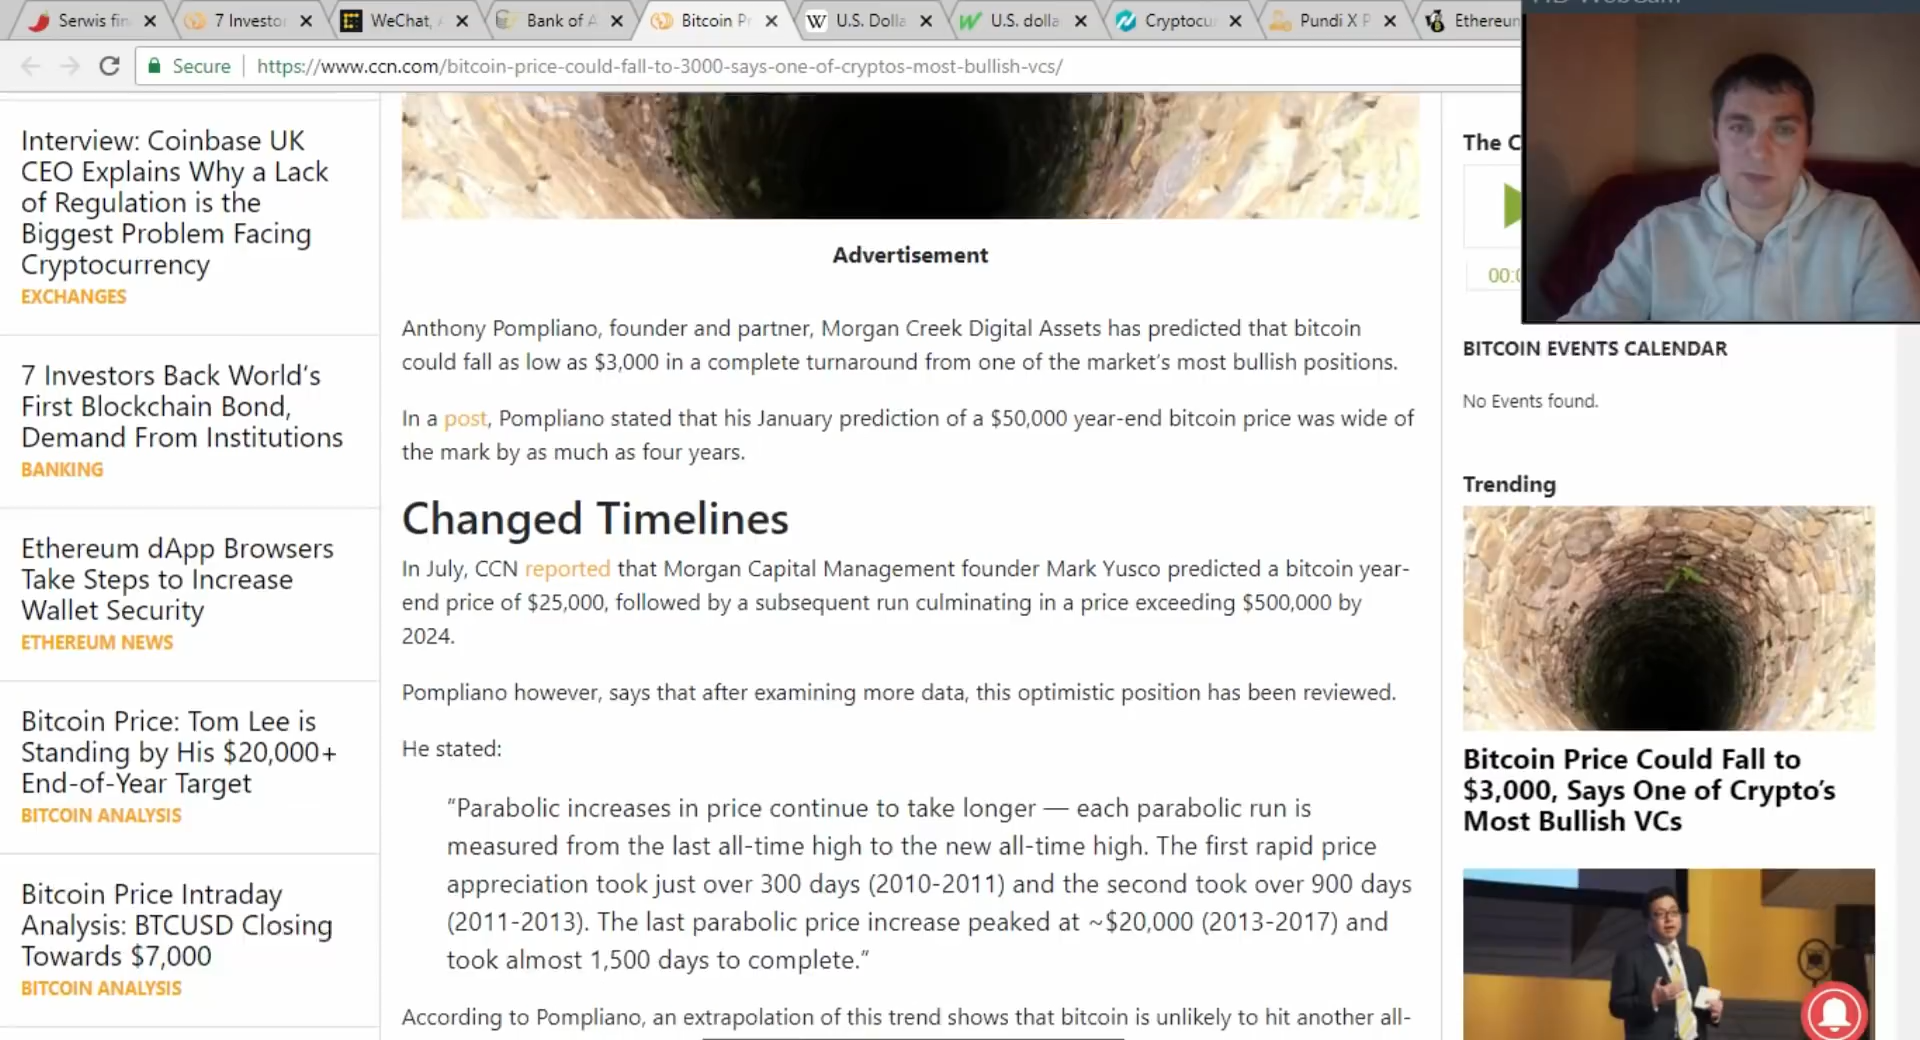 Serwis fin
7 Investor
WeChat,
Bank of A
Bitcoin Pr
U.S. Dolla
U.S. dolla
Cryptocu
Pundi X P
Ethereum
HD WebCam
Secure
https://www.ccn.com/bitcoin-price-could-fall-to-3000-says-one-of-cryptos-most-bullish-vcs/
Interview: Coinbase UK
CEO Explains Why a Lack
of Regulation is the
Biggest Problem Facing
Cryptocurrency
EXCHANGES
7 Investors Back World's
First Blockchain Bond,
Demand From Institutions
BANKING
Ethereum dApp Browsers
Take Steps to Increase
Wallet Security
ETHEREUM NEWS
Bitcoin Price: Tom Lee is
Standing by His $20,000+
End-of-Year Target
BITCOIN ANALYSIS
Bitcoin Price Intraday
Analysis: BTCUSD Closing
Towards $7,000
BITCOIN ANALYSIS
Advertisement
Anthony Pompliano, founder and partner, Morgan Creek Digital Assets has predicted that bitcoin
could fall as low as $3,000 in a complete turnaround from one of the market's most bullish positions.
In a post, Pompliano stated that his January prediction of a $50,000 year-end bitcoin price was wide of
the mark by as much as four years.
Changed Timelines
In July, CCN reported that Morgan Capital Management founder Mark Yusco predicted a bitcoin year-
end price of $25,000, followed by a subsequent run culminating in a price exceeding $500,000 by
2024.
Pompliano however, says that after examining more data, this optimistic position has been reviewed.
He stated:
"Parabolic increases in price continue to take longer — each parabolic run is
measured from the last all-time high to the new all-time high. The first rapid price
appreciation took just over 300 days (2010-2011) and the second took over 900 days
(2011-2013). The last parabolic price increase peaked at ~$20,000 (2013-2017) and
took almost 1,500 days to complete."
According to Pompliano, an extrapolation of this trend shows that bitcoin is unlikely to hit another all-
The C
00:0
BITCOIN EVENTS CALENDAR
No Events found.
Trending
Bitcoin Price Could Fall to
$3,000, Says One of Crypto's
Most Bullish VCs